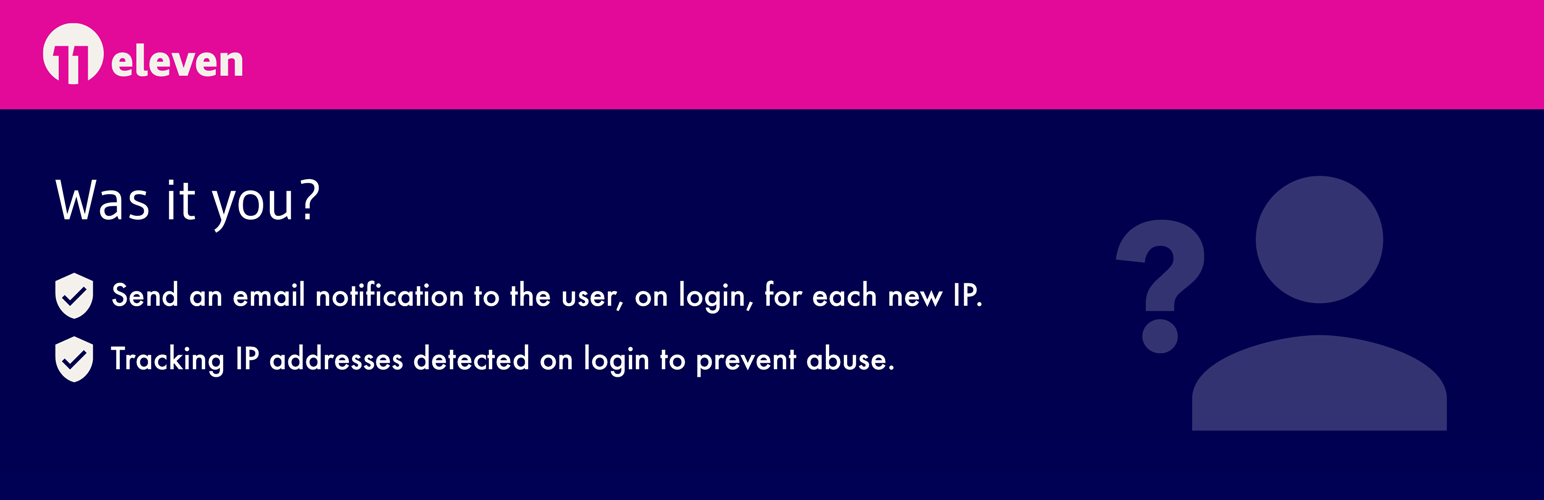 11 eleven
Was it you?
?
Send an email notification to the user, on login, for each new IP.
Tracking IP addresses detected on login to prevent abuse.